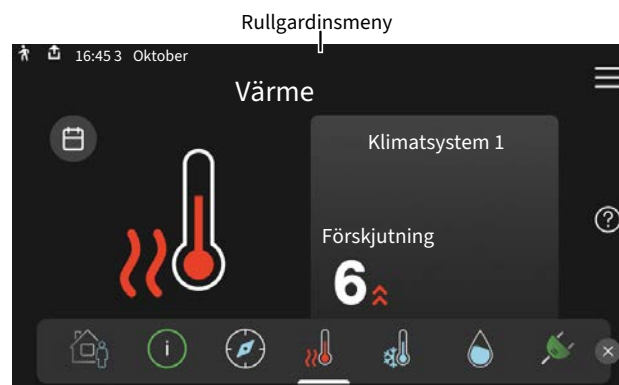 Rullgardinsmeny
16:45 3 Oktober
Värme
Klimatsystem 1
Förskjutning
6
i